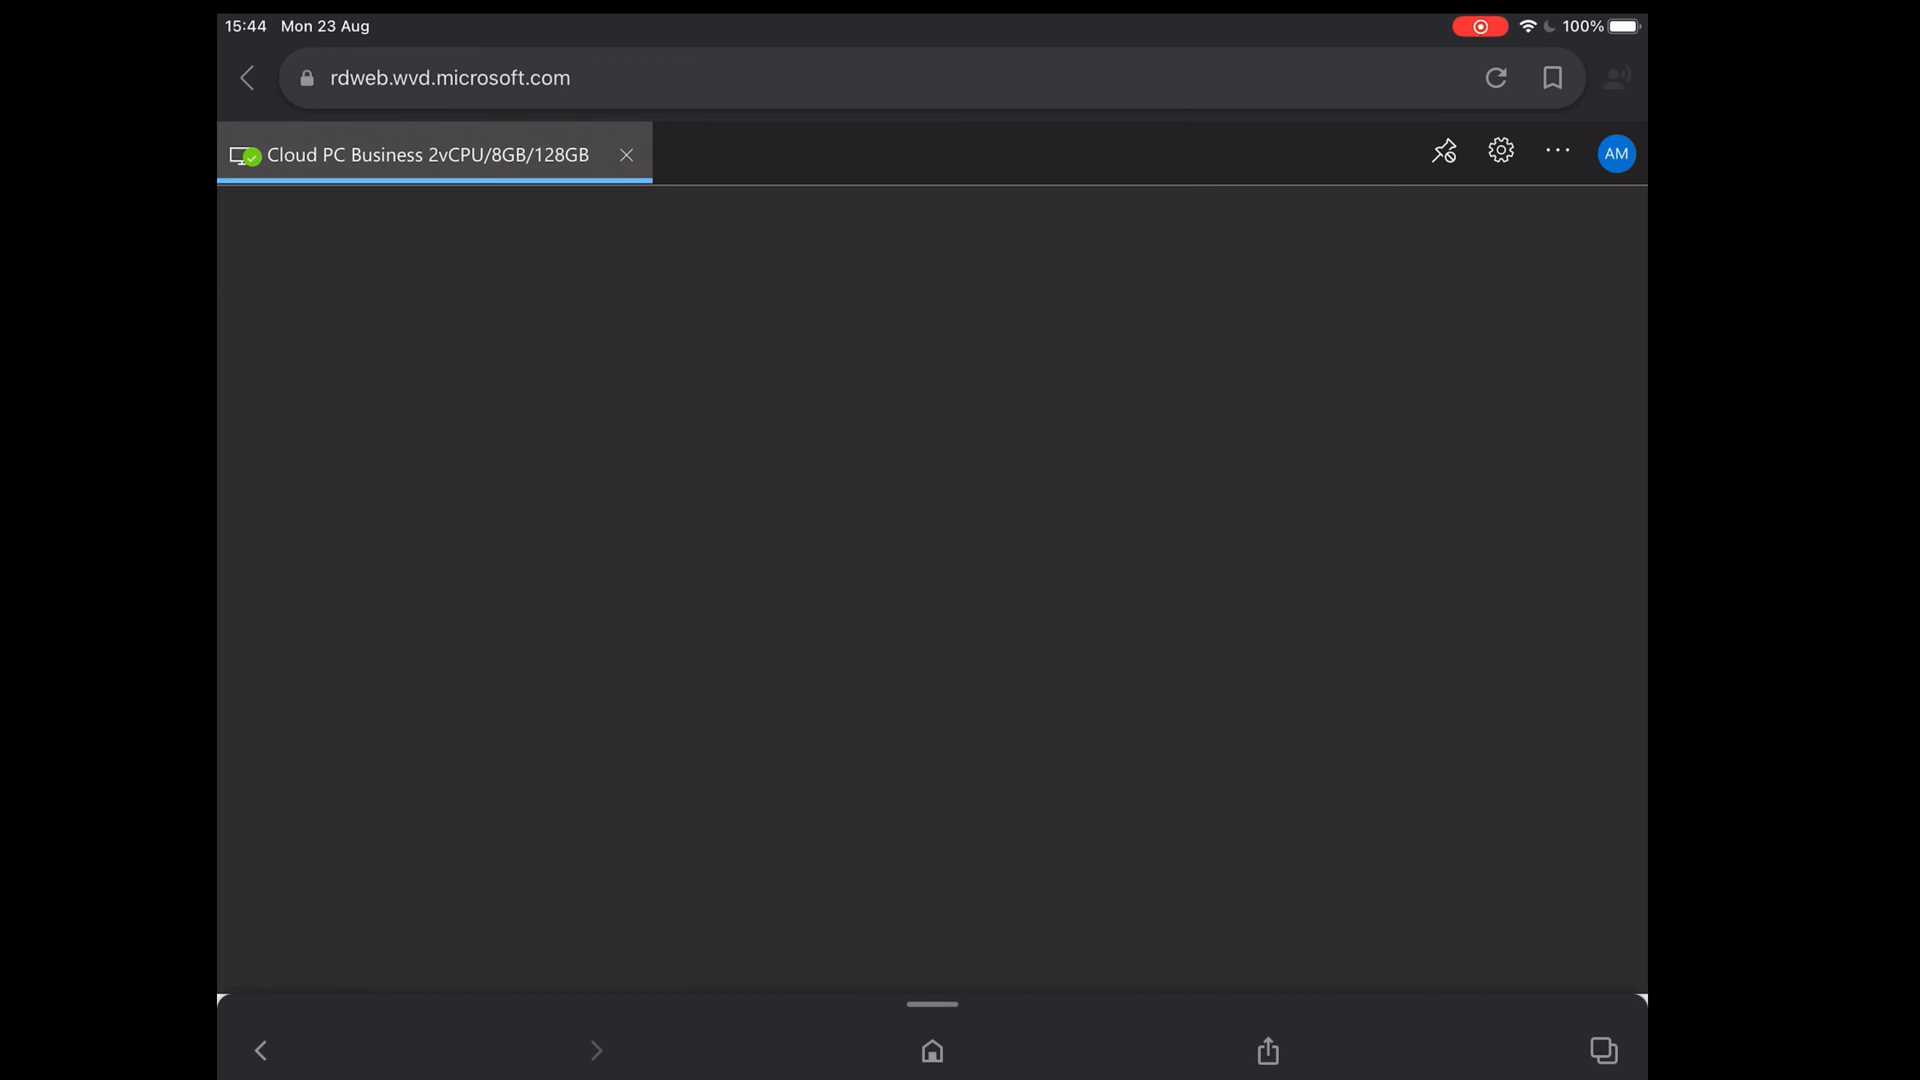 15:44 Mon 23 Aug 100%
rdweb.wvd.microsoft.com
Cloud PC Business 2vCPU/8GB/128GB AM